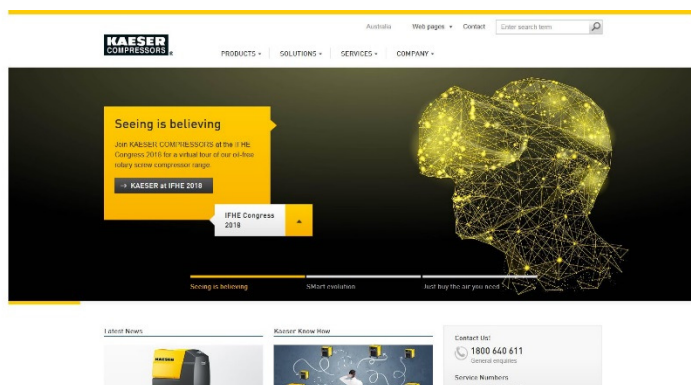 Australia Web pages Contact Enter search term
KAESER
COMPRESSORS
PRODUCTS SOLUTIONS SERVICES COMPANY
Seeing is believing
Join KAESER COMPRESSORS at the IFHE
Congress 2018 for a virtual tour of our oil-free
rotary screw compressor range.
→ KAESER at IFHE 2018
IFHE Congress
2018
Seeing is believing SMart evolution Just buy the air you need
Latest News Kaeser Know How
Contact Us!
1800 640 611
General enquiries
Service Numbers